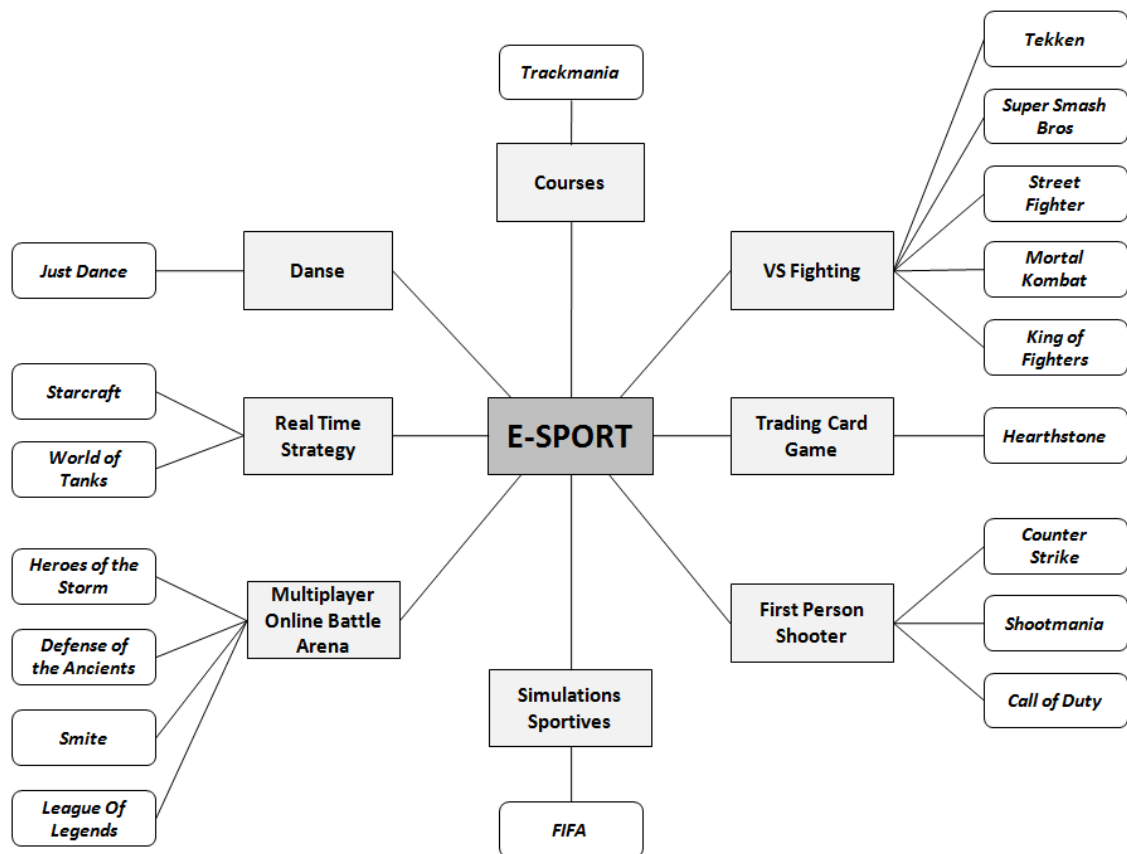 Tekken
Trackmania
Super Smash
Bros
Courses
Street
Fighter
Just Dance
Danse
VS Fighting
Mortal
Kombat
King of
Fighters
Starcraft
Real Time
Strategy
E-SPORT
Trading Card
Game
Hearthstone
World of
Tanks
Counter
Strike
Heroes of the
Storm
Multiplayer
Online Battle
Arena
First Person
Shooter
Shootmania
Defense of
the Ancients
Simulations
Sportives
Call of Duty
Smite
League Of
Legends
FIFA